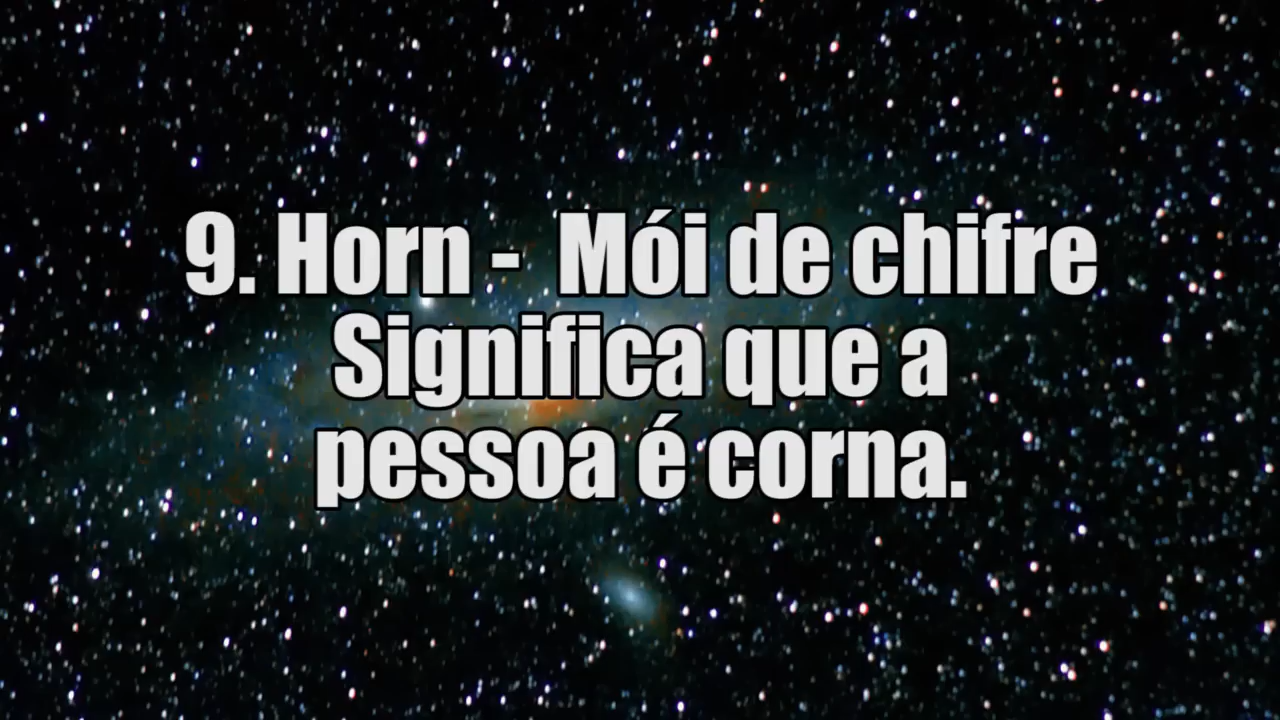 9. Horn -  Mói de chifre
Significa que a
pessoa é corna.